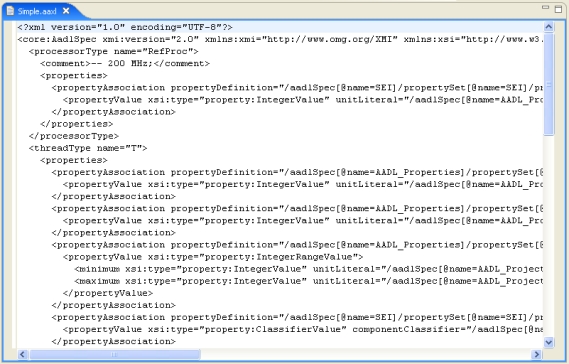 Simple.aaxl
<?xml version="1.0" encoding="UTF-8"?>
<core:AadlSpec xmi:version="2.0" xmlns:xmi="http://www.omg.org/XMI" xmlns:xsi="http://www.w3.
<processorType name="RefProc">
<comment>-- 200 MHz;</comment>
<properties>
<propertyAssociation propertyDefinition="/aadlSpec[@name=SEI]/propertySet[@name=SEI]/pr
<propertyValue xsi:type="property:IntegerValue" unitLiteral="/aadlSpec[@name=AADL_Proj
</propertyAssociation>
</properties>
</processorType>
<threadType name="T">
<properties>
<propertyAssociation propertyDefinition="/aadlSpec[@name=AADL_Properties]/propertySet[@
<propertyValue xsi:type="property:IntegerValue" unitLiteral="/aadlSpec[@name=AADL_Proj
</propertyAssociation>
<propertyAssociation propertyDefinition="/aadlSpec[@name=AADL_Properties]/propertySet[@
<propertyValue xsi:type="property:IntegerValue" unitLiteral="/aadlSpec[@name=AADL_Proj
</propertyAssociation>
<propertyAssociation propertyDefinition="/aadlSpec[@name=AADL_Properties]/propertySet[@
<propertyValue xsi:type="property:IntegerRangeValue">
<minimum xsi:type="property:IntegerValue" unitLiteral="/aadlSpec[@name=AADL_Project
<maximum xsi:type="property:IntegerValue" unitLiteral="/aadlSpec[@name=AADL_Project
</propertyValue>
</propertyAssociation>
<propertyAssociation propertyDefinition="/aadlSpec[@name=SEI]/propertySet[@name=SEI]/pr
<propertyValue xsi:type="property:ClassifierValue" componentClassifier="/aadlSpec[@na
</propertyAssociation>